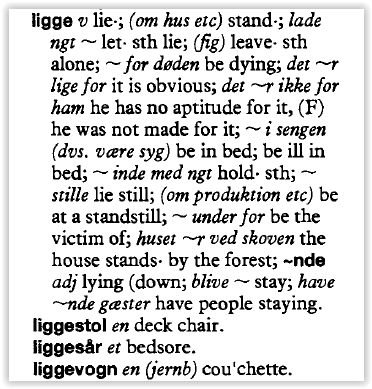 ligge v lie·; (om hus etc) stand·; lade
ngt ~ let· sth lie; (fig) leave· sth
alone; ~ for døden be dying; det ~r
lige for it is obvious; det ~r ikke for
ham he has no aptitude for it, (F)
he was not made for it; ~ i sengen
(dvs. være syg) be in bed; be ill in
bed; ~ inde med ngt hold· sth; ~
stille lie still; (om produktion etc) be
at a standstill; ~ under for be the
victim of; huset ~r ved skoven the
house stands· by the forest; ~nde
adj lying (down; blive ~ stay; have
~nde gæster have people staying.
liggestol en deck chair.
liggesår et bedsore.
liggevogn en (jernb) cou'chette.